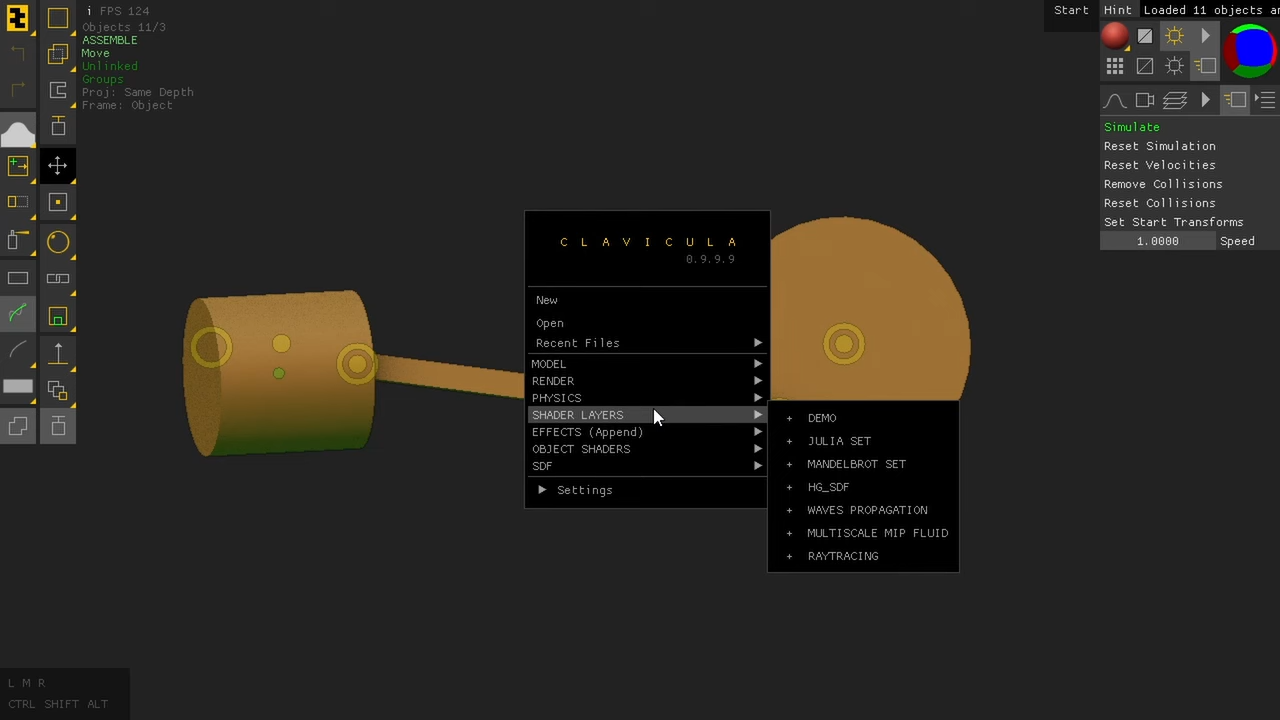 i FPS 124
Objects 11/3
ASSEMBLE
Move
Unlinked
Groups
Proj: Same Depth
Frame: Object
Start
Hint Loaded 11 objects ar
Simulate
Reset Simulation
Reset Velocities
Remove Collisions
Reset Collisions
Set Start Transforms
1.0000 Speed
C L A V I C U L A
0.9.9.9
New
Open
Recent Files
MODEL
RENDER
PHYSICS
SHADER LAYERS
EFFECTS (Append)
OBJECT SHADERS
SDF
Settings
+ DEMO
+ JULIA SET
+ MANDELBROT SET
+ HG_SDF
+ WAVES PROPAGATION
+ MULTISCALE MIP FLUID
+ RAYTRACING
L M R
CTRL SHIFT ALT